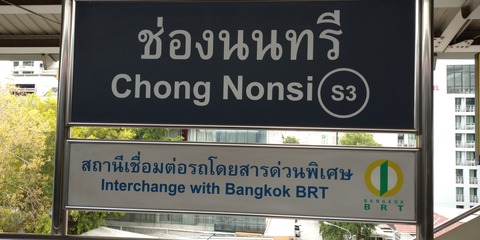 ช่องนนทรี
Chong Nonsi S3
สถานีเชื่อมต่อรถโดยสารด่วนพิเศษ
Interchange with Bangkok BRT
BANGKOK
BRT